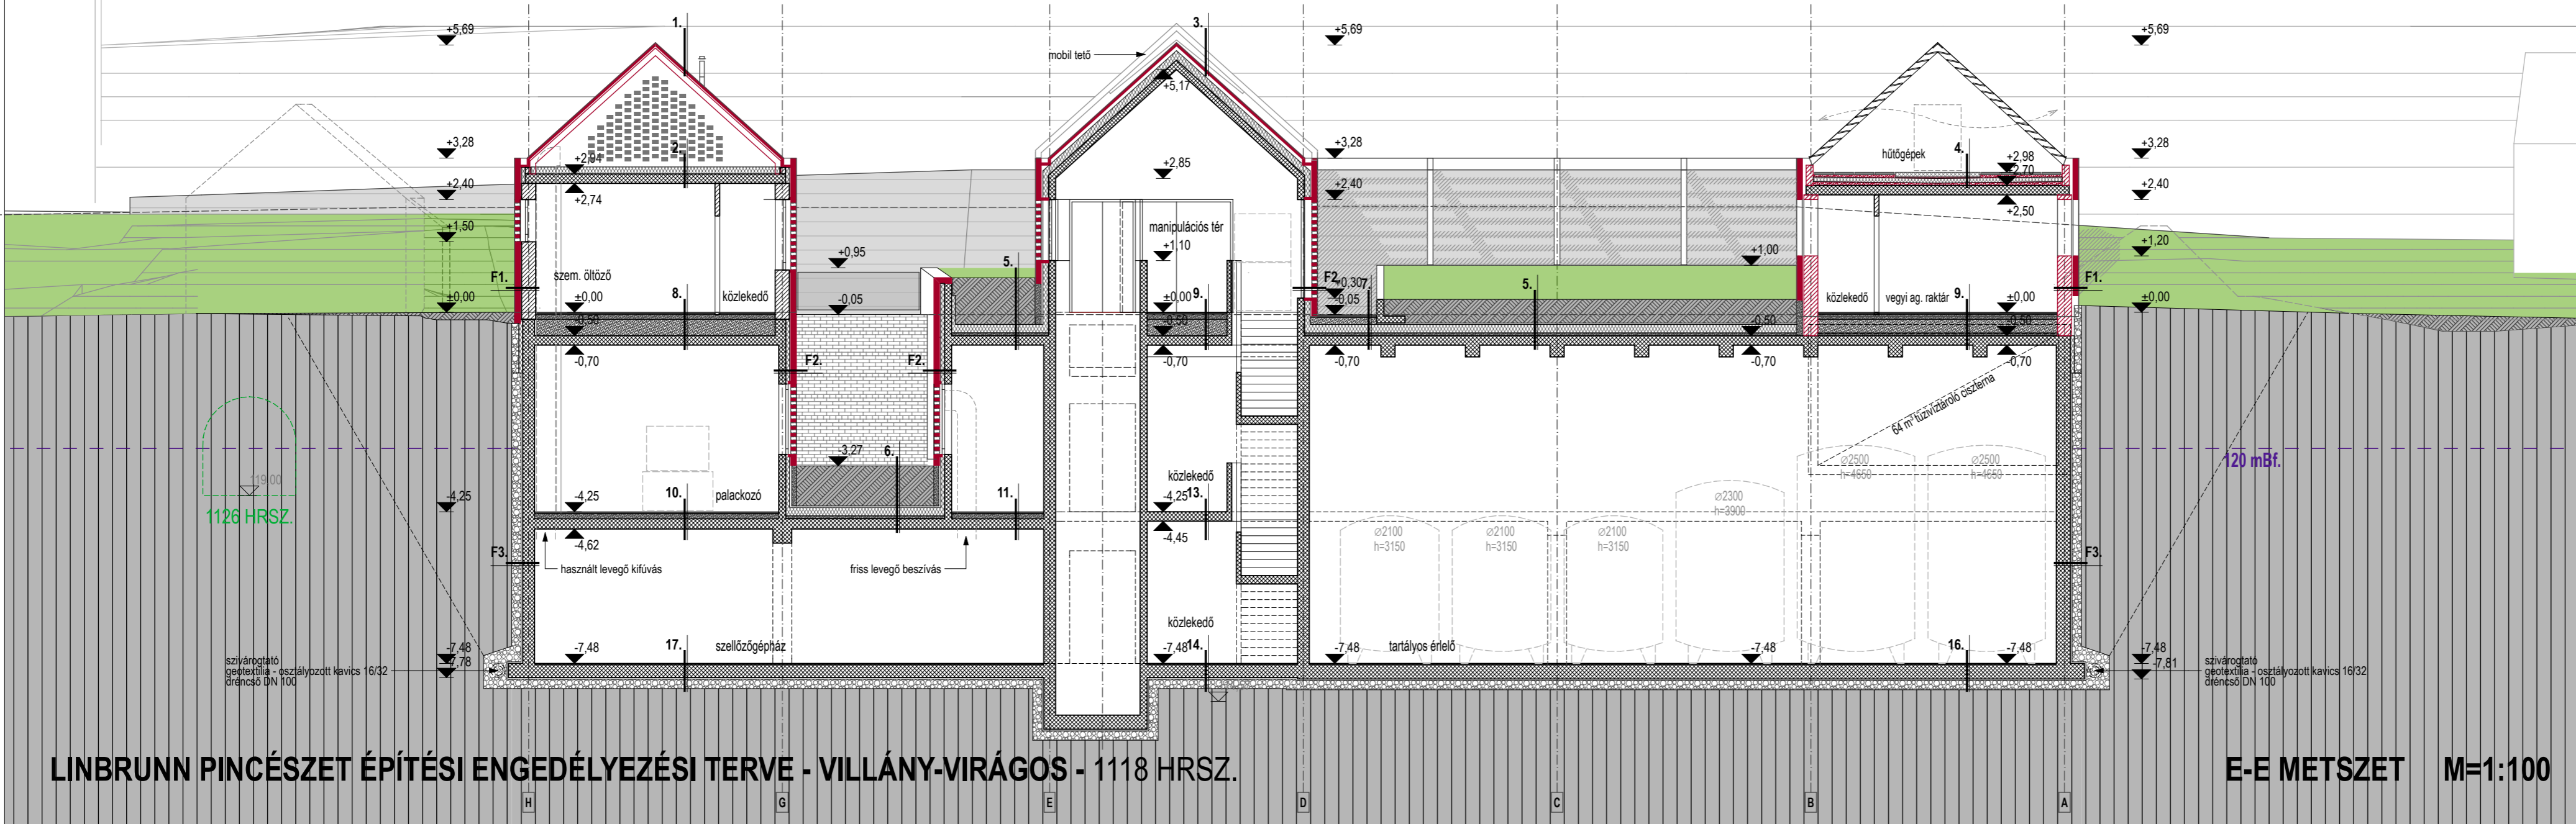 +5,69
1.
3.
+5,69
+5,69
mobil tető
+5,17
+3,28
2.
+2,94
+3,28
hűtőgépek
4.
+2,98
+2,70
+3,28
+2,40
+2,74
+2,85
+2,40
+2,50
+2,40
+1,50
manipulációs tér
+1,10
+1,20
+0,95
+1,00
F1.
szem. öltöző
5.
F2.
+0,30
7.
5.
F1.
±0,00
±0,00
8.
közlekedő
-0,05
±0,00
9.
-0,05
közlekedő
vegyi ag. raktár
9.
±0,00
±0,00
-0,50
-0,50
-0,50
-0,50
-0,70
F2.
F2.
-0,70
-0,70
-0,70
-0,70
64 m³ tűzivíztároló ciszterna
-3,27
6.
Ø2500
h=4650
Ø2500
h=4650
120 mBf.
-119,00
1126 HRSZ.
-4,25
-4,25
10.
palackozó
11.
közlekedő
-4,25
13.
Ø2300
h=3900
-4,62
-4,45
Ø2100
h=3150
Ø2100
h=3150
Ø2100
h=3150
F3.
használt levegő kifúvás
friss levegő beszívás
F3.
közlekedő
-7,48
-7,78
-7,48
17.
szellőzőgépház
-7,48
14.
-7,48
tartályos érlelő
-7,48
16.
-7,48
-7,48
-7,81
szivárogtató
geotextília - osztályozott kavics 16/32
dréncső DN 100
szivárogtató
geotextília - osztályozott kavics 16/32
dréncső DN 100
LINBRUNN PINCÉSZET ÉPÍTÉSI ENGEDÉLYEZÉSI TERVE - VILLÁNY-VIRÁGOS - 1118 HRSZ.
E-E METSZET M=1:100
H
G
E
D
C
B
A